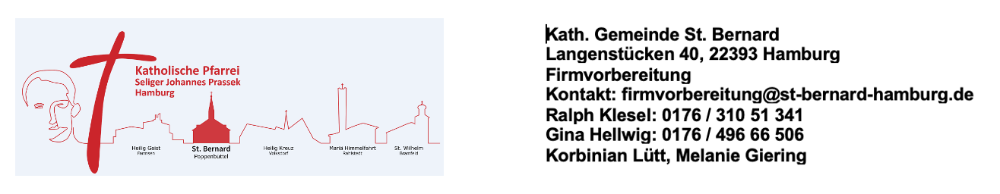 Katholische Pfarrei
Seliger Johannes Prassek
Hamburg
Heilig Geist
Farmsen
St. Bernard
Poppenbüttel
Heilig Kreuz
Volksdorf
Mariä Himmelfahrt
Rahlstedt
St. Wilhelm
Bramfeld
Kath. Gemeinde St. Bernard
Langenstücken 40, 22393 Hamburg
Firmvorbereitung
Kontakt: firmvorbereitung@st-bernard-hamburg.de
Ralph Klesel: 0176 / 310 51 341
Gina Hellwig: 0176 / 496 66 506
Korbinian Lütt, Melanie Giering